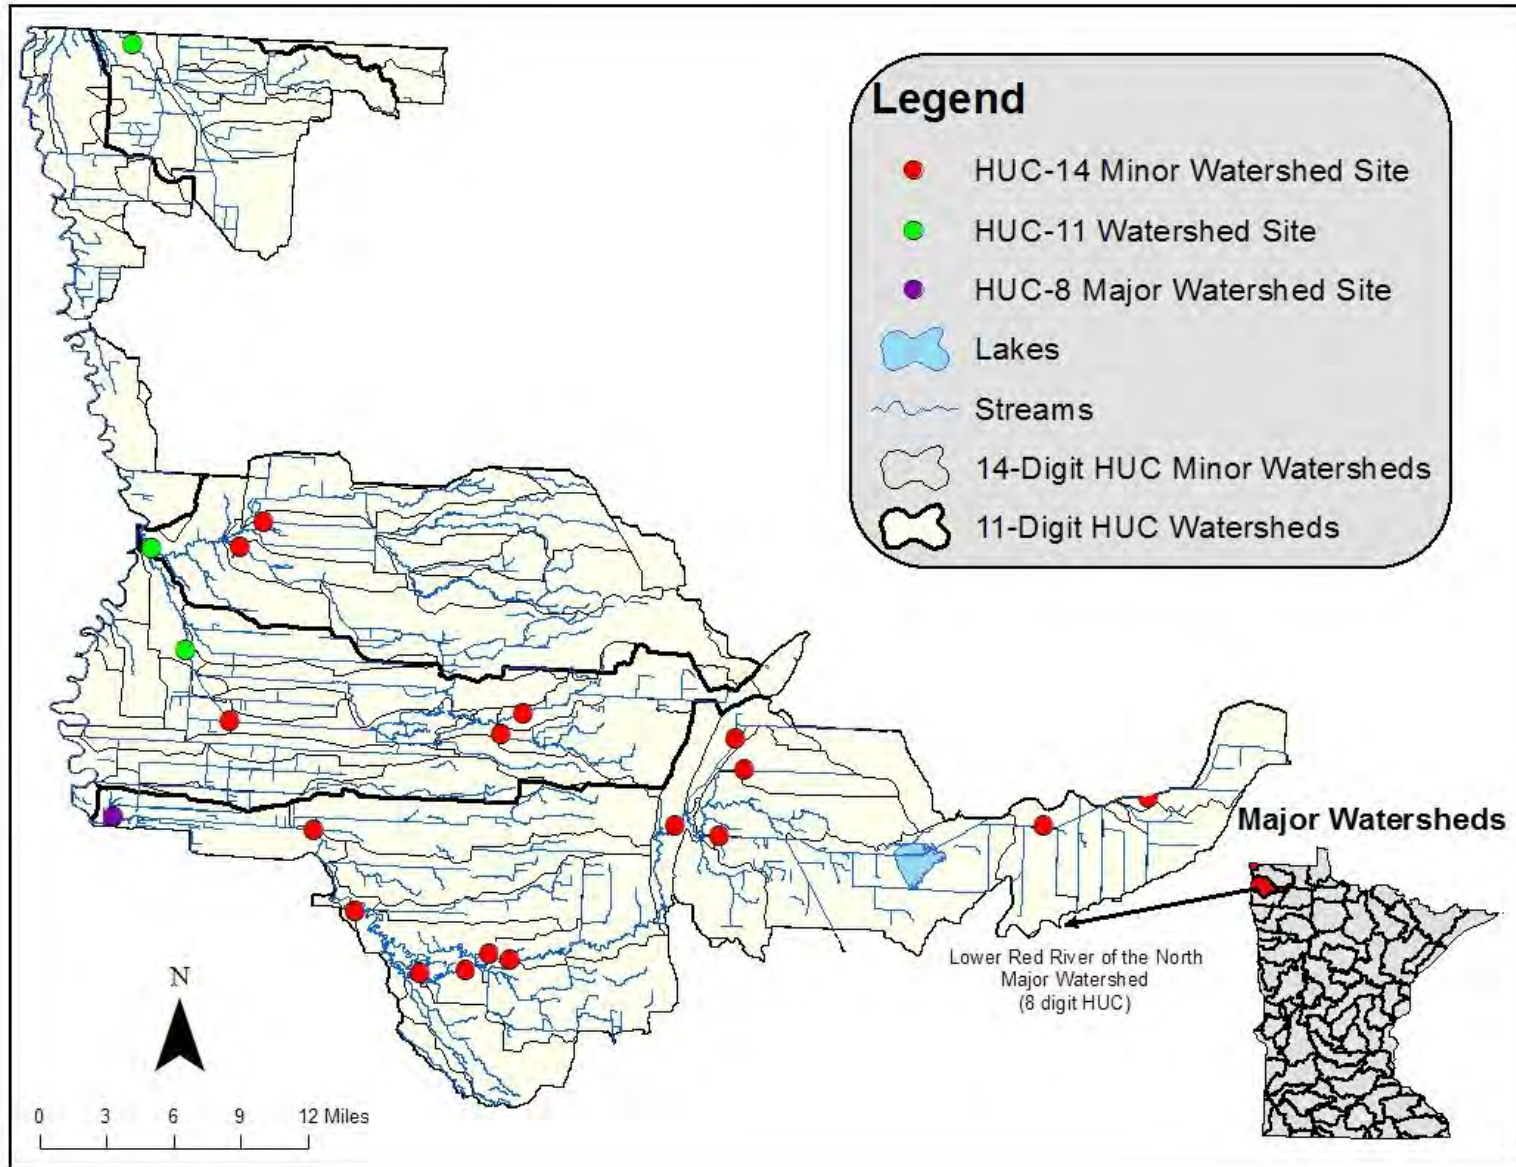 Legend
HUC-14 Minor Watershed Site
HUC-11 Watershed Site
HUC-8 Major Watershed Site
Lakes
Streams
14-Digit HUC Minor Watersheds
11-Digit HUC Watersheds
Major Watersheds
Lower Red River of the North
Major Watershed
(8 digit HUC)
N
0 3 6 9 12 Miles